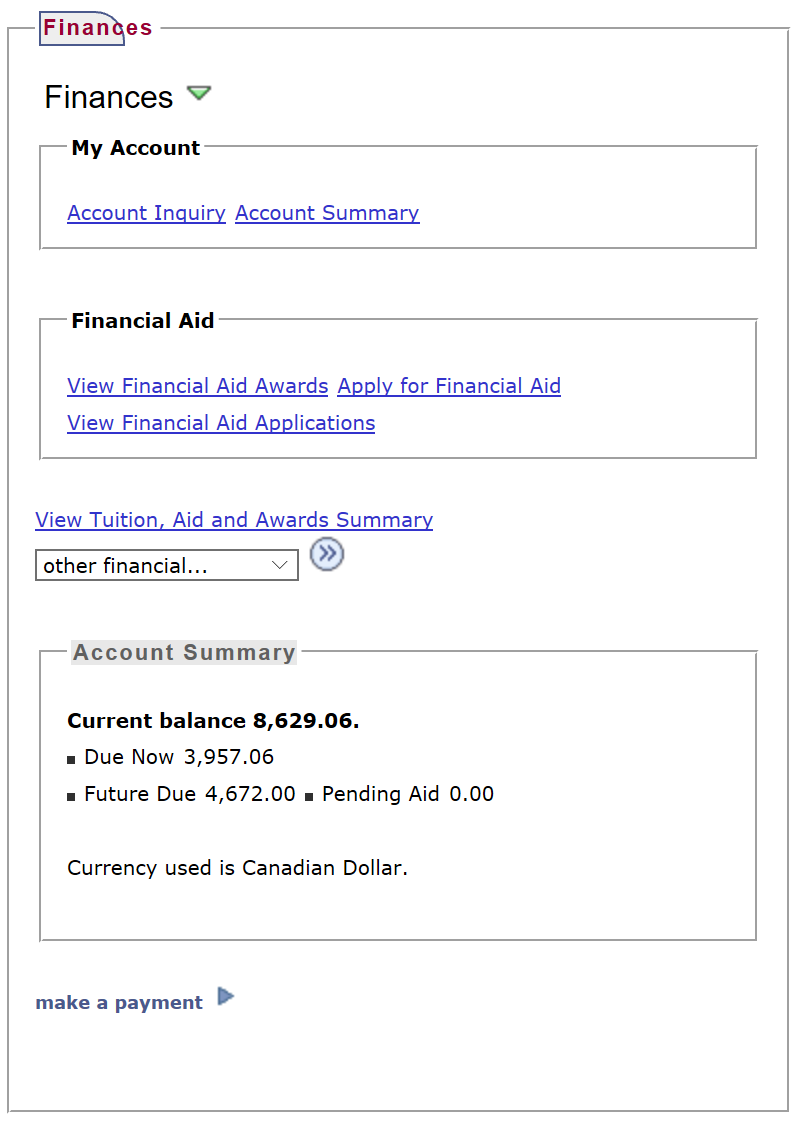 Finances
Finances
My Account
Account Inquiry Account Summary
Financial Aid
View Financial Aid Awards Apply for Financial Aid
View Financial Aid Applications
View Tuition, Aid and Awards Summary
other financial...
Account Summary
Current balance 8,629.06.
Due Now 3,957.06
Future Due 4,672.00 ▪ Pending Aid 0.00
Currency used is Canadian Dollar.
make a payment